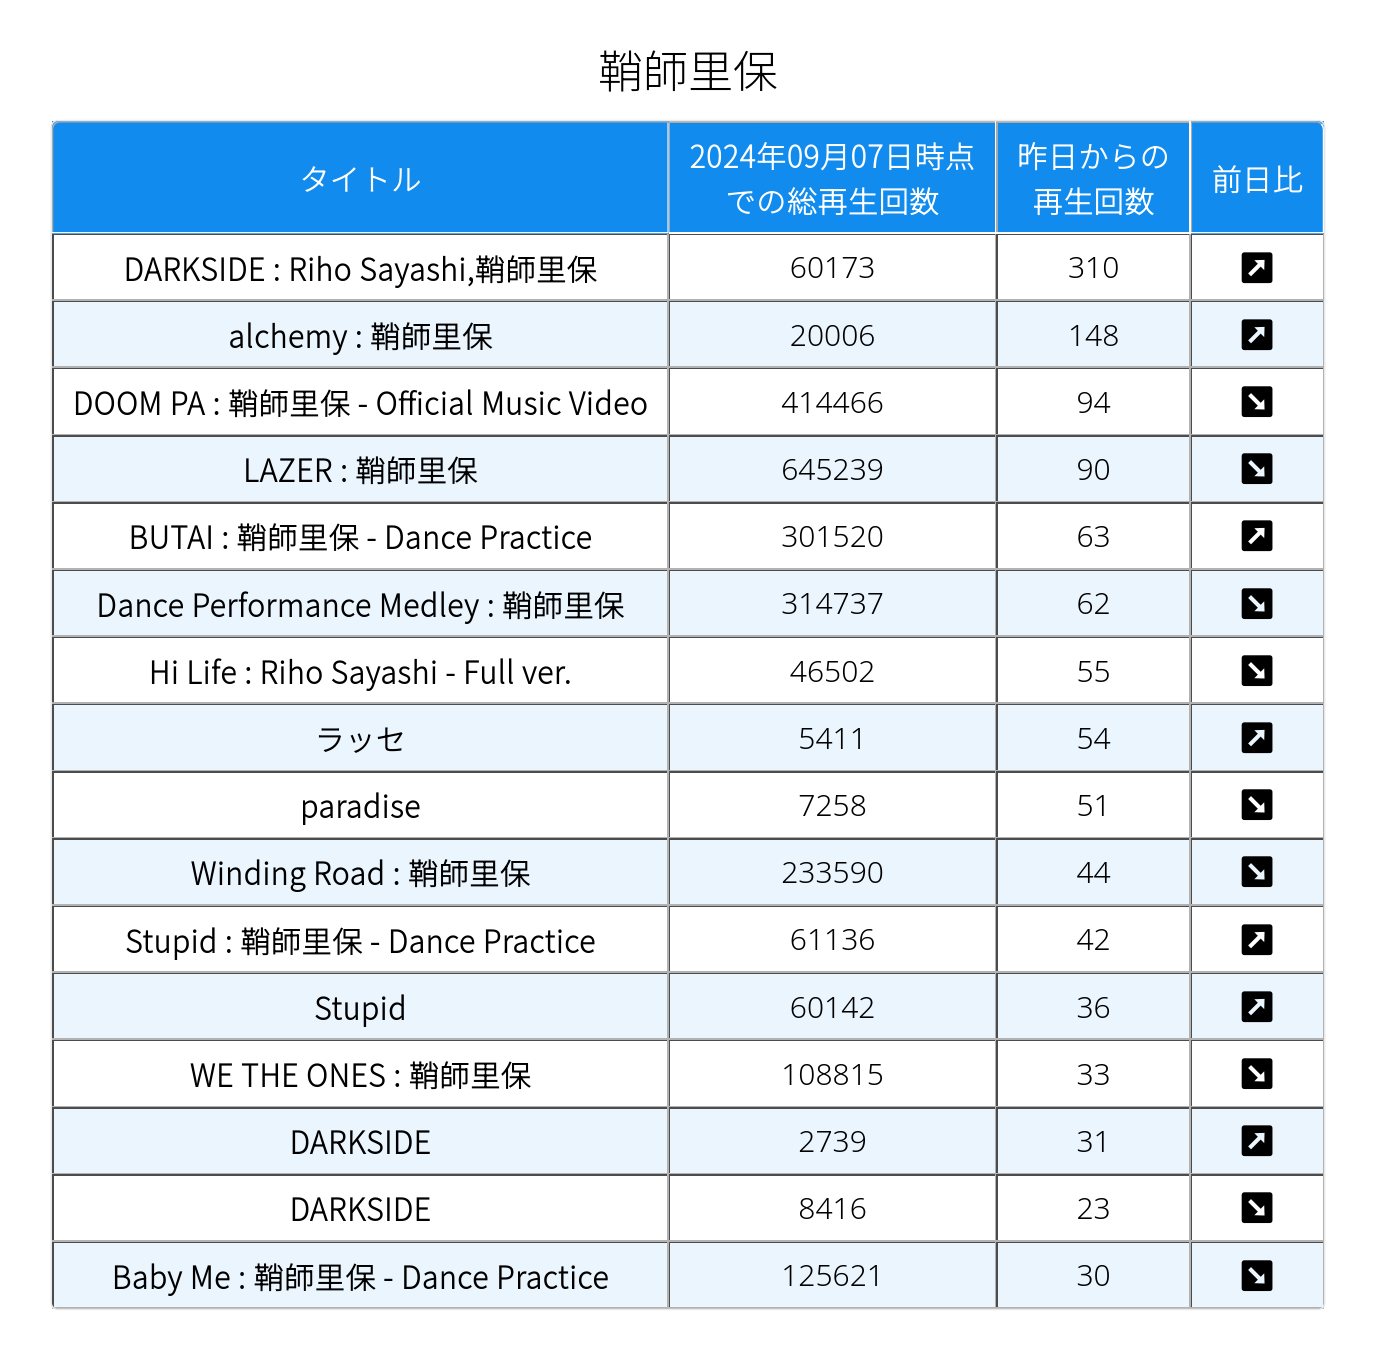 鞘師里保
タイトル 2024年09月07日時点での総再生回数 昨日からの再生回数 前日比
DARKSIDE : Riho Sayashi,鞘師里保 60173 310 ↗
alchemy : 鞘師里保 20006 148 ↗
DOOM PA : 鞘師里保 - Official Music Video 414466 94 ↘
LAZER : 鞘師里保 645239 90 ↘
BUTAI : 鞘師里保 - Dance Practice 301520 63 ↗
Dance Performance Medley : 鞘師里保 314737 62 ↘
Hi Life : Riho Sayashi - Full ver. 46502 55 ↘
ラッセ 5411 54 ↗
paradise 7258 51 ↘
Winding Road : 鞘師里保 233590 44 ↘
Stupid : 鞘師里保 - Dance Practice 61136 42 ↗
Stupid 60142 36 ↗
WE THE ONES : 鞘師里保 108815 33 ↘
DARKSIDE 2739 31 ↗
DARKSIDE 8416 23 ↘
Baby Me : 鞘師里保 - Dance Practice 125621 30 ↘